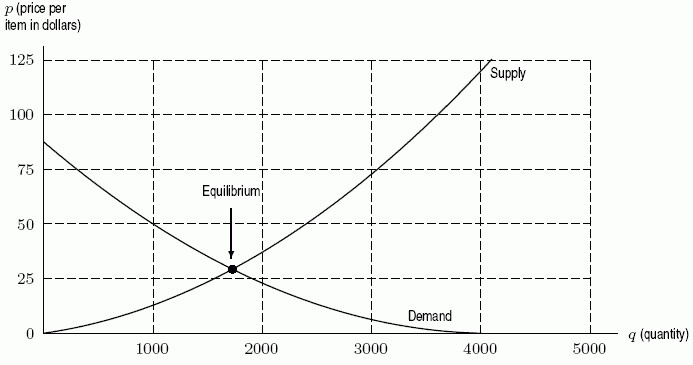 p (price per
item in dollars)
125
Supply
100
75
Equilibrium
50
25
Demand
0
q (quantity)
1000 2000 3000 4000 5000